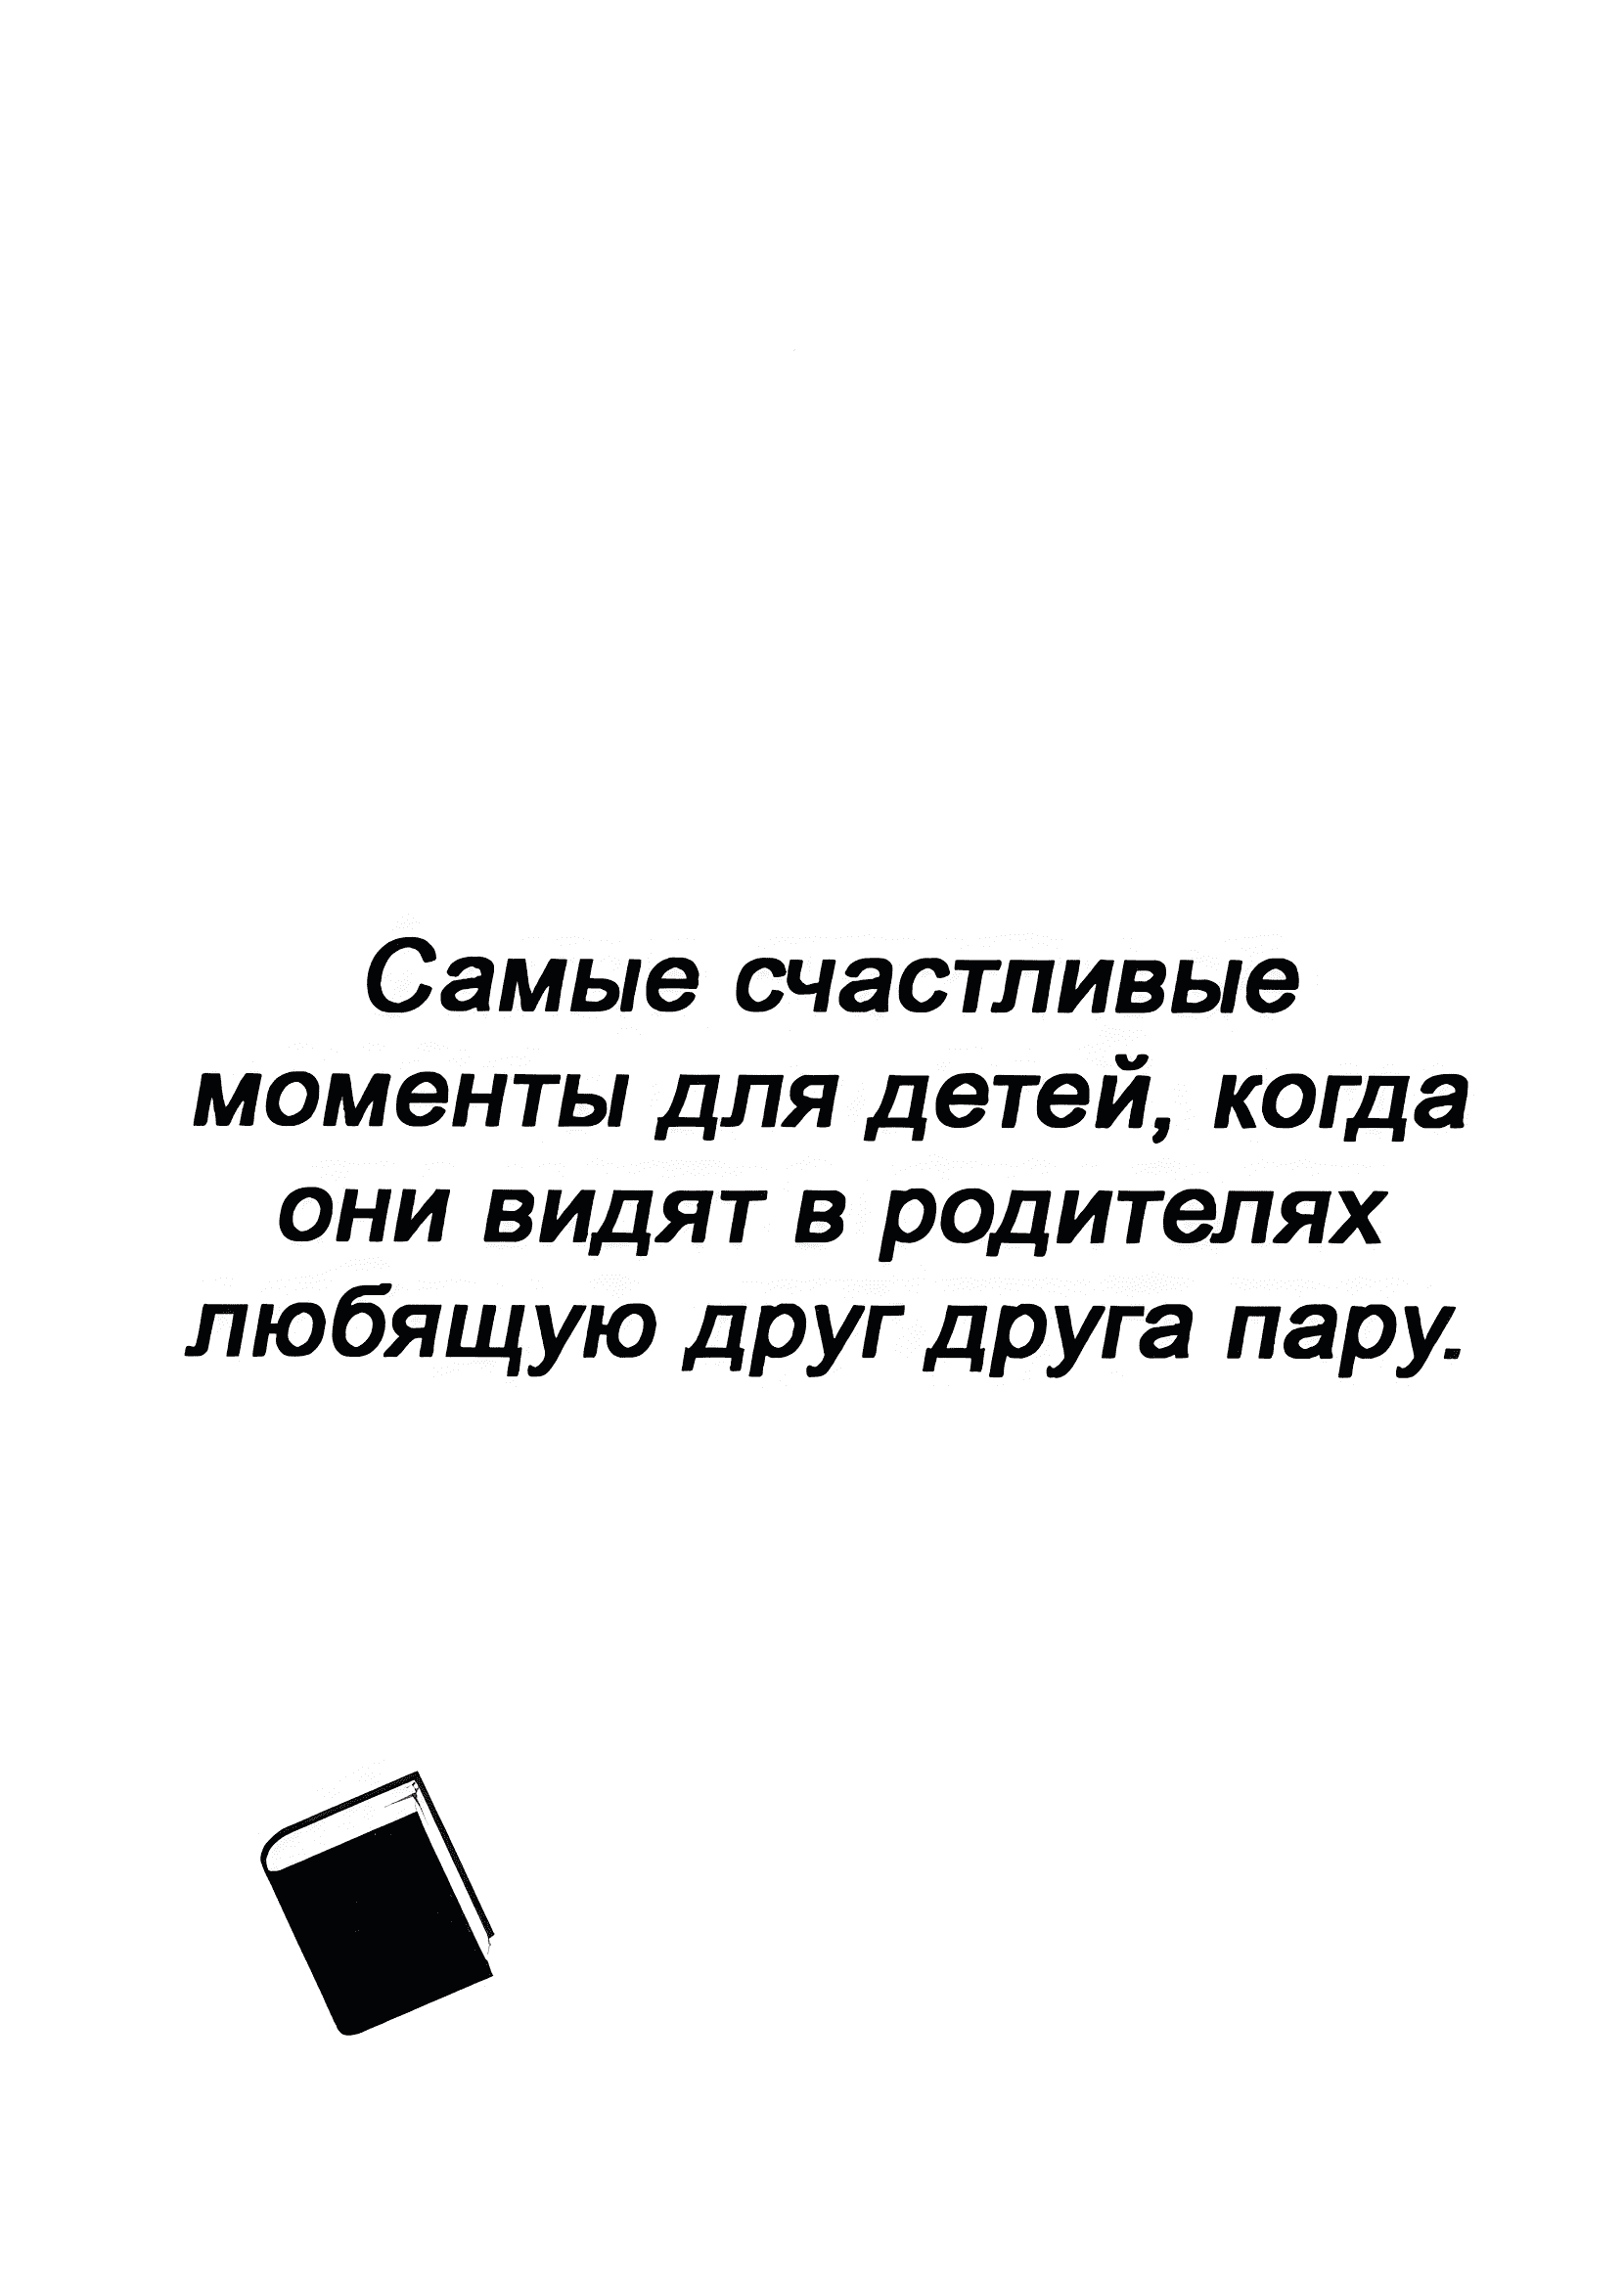 Самые счастливые
моменты для детей, когда
они видят в родителях
любящую друг друга пару.